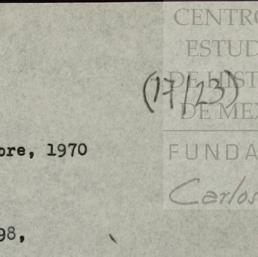 CENTRO
ESTUD
DE HIST
DE MEX
(17/23)
FUNDA
bre, 1970
Carlos
98,